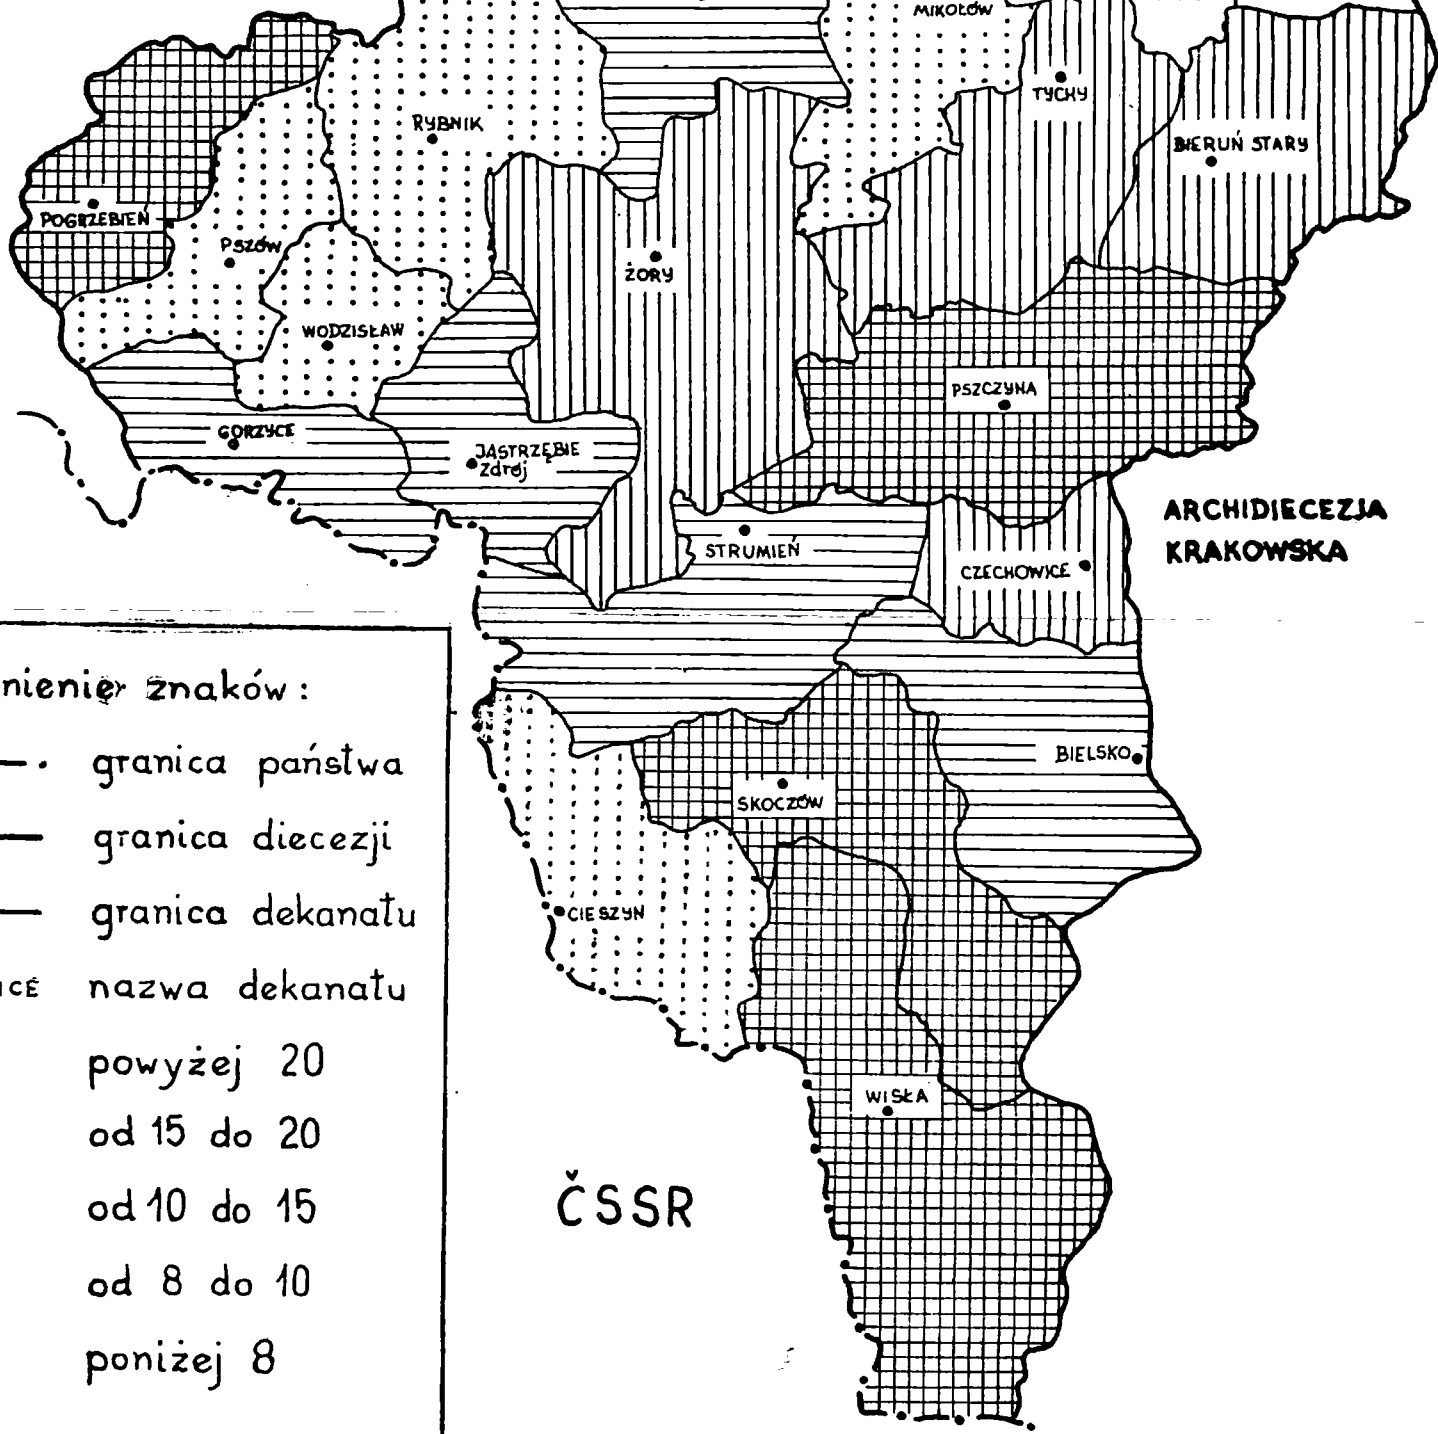 MIKOŁÓW
TYCHY
RYBNIK
BIERUŃ STARY
POGRZEBIEŃ
PSZÓW
ŻORY
WODZISŁAW
PSZCZYNA
GORZYCE
JASTRZĘBIE
Zdrój
ARCHIDIECEZJA
KRAKOWSKA
STRUMIEŃ
CZECHOWICE
BIELSKO
SKOCZÓW
CIESZYN
WISŁA
ČSSR
znaków:
granica państwa
granica diecezji
granica dekanatu
nazwa dekanatu
powyżej 20
od 15 do 20
od 10 do 15
od 8 do 10
poniżej 8